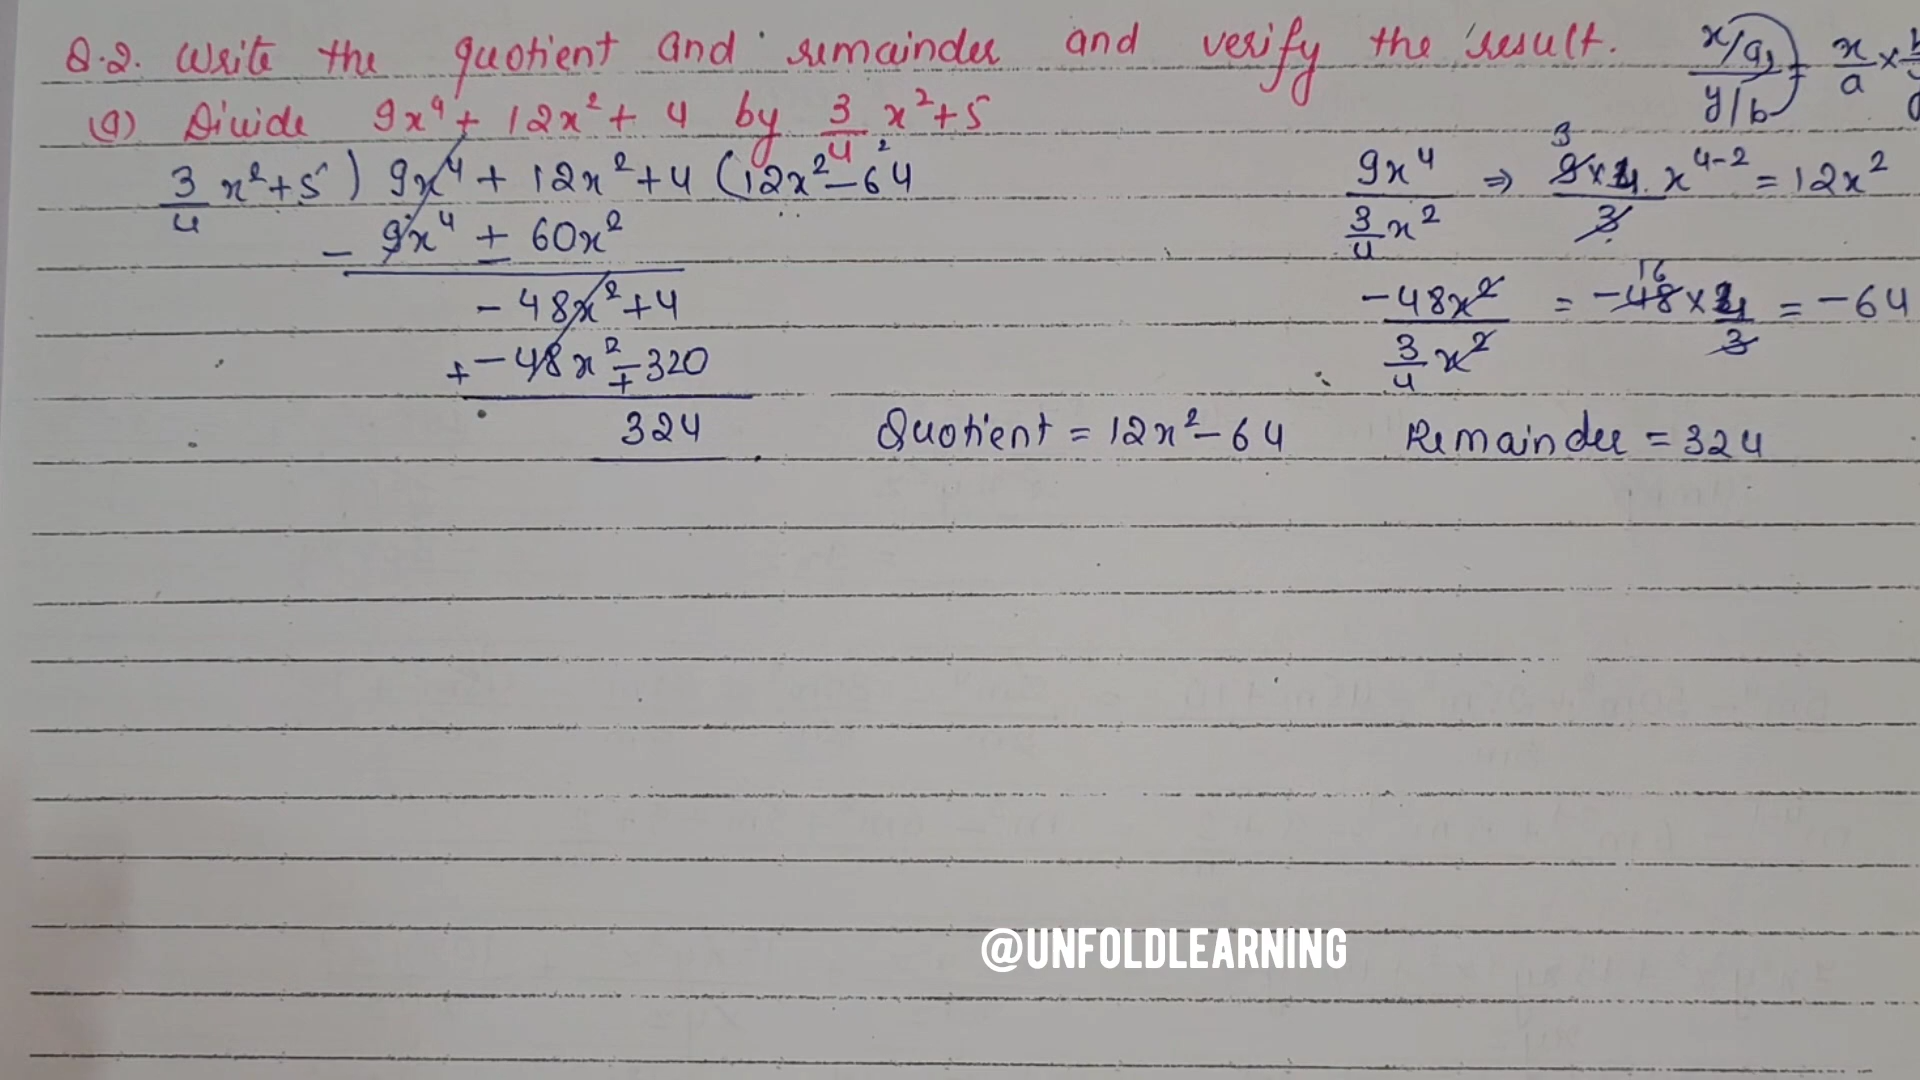 Q.2. Write the quotient and remainder and verify the result.
x/a / y/b = x/a ×
(a) Divide 9x⁴ + 12x² + 4 by 3/4 x² + 5
3/4 x² + 5 ) 9x⁴ + 12x² + 4 ( 12x² - 64
- 9x⁴ + 60x²
- 48x² + 4
+ - 48x² - 320
+
324
9x⁴ / 3/4 x² ⇒ 9×4 / 3 x⁴⁻² = 12x²
3
-48x² / 3/4 x² = -48×4 / 3 = -64
16
Quotient = 12x² - 64
Remainder = 324
@UNFOLDLEARNING